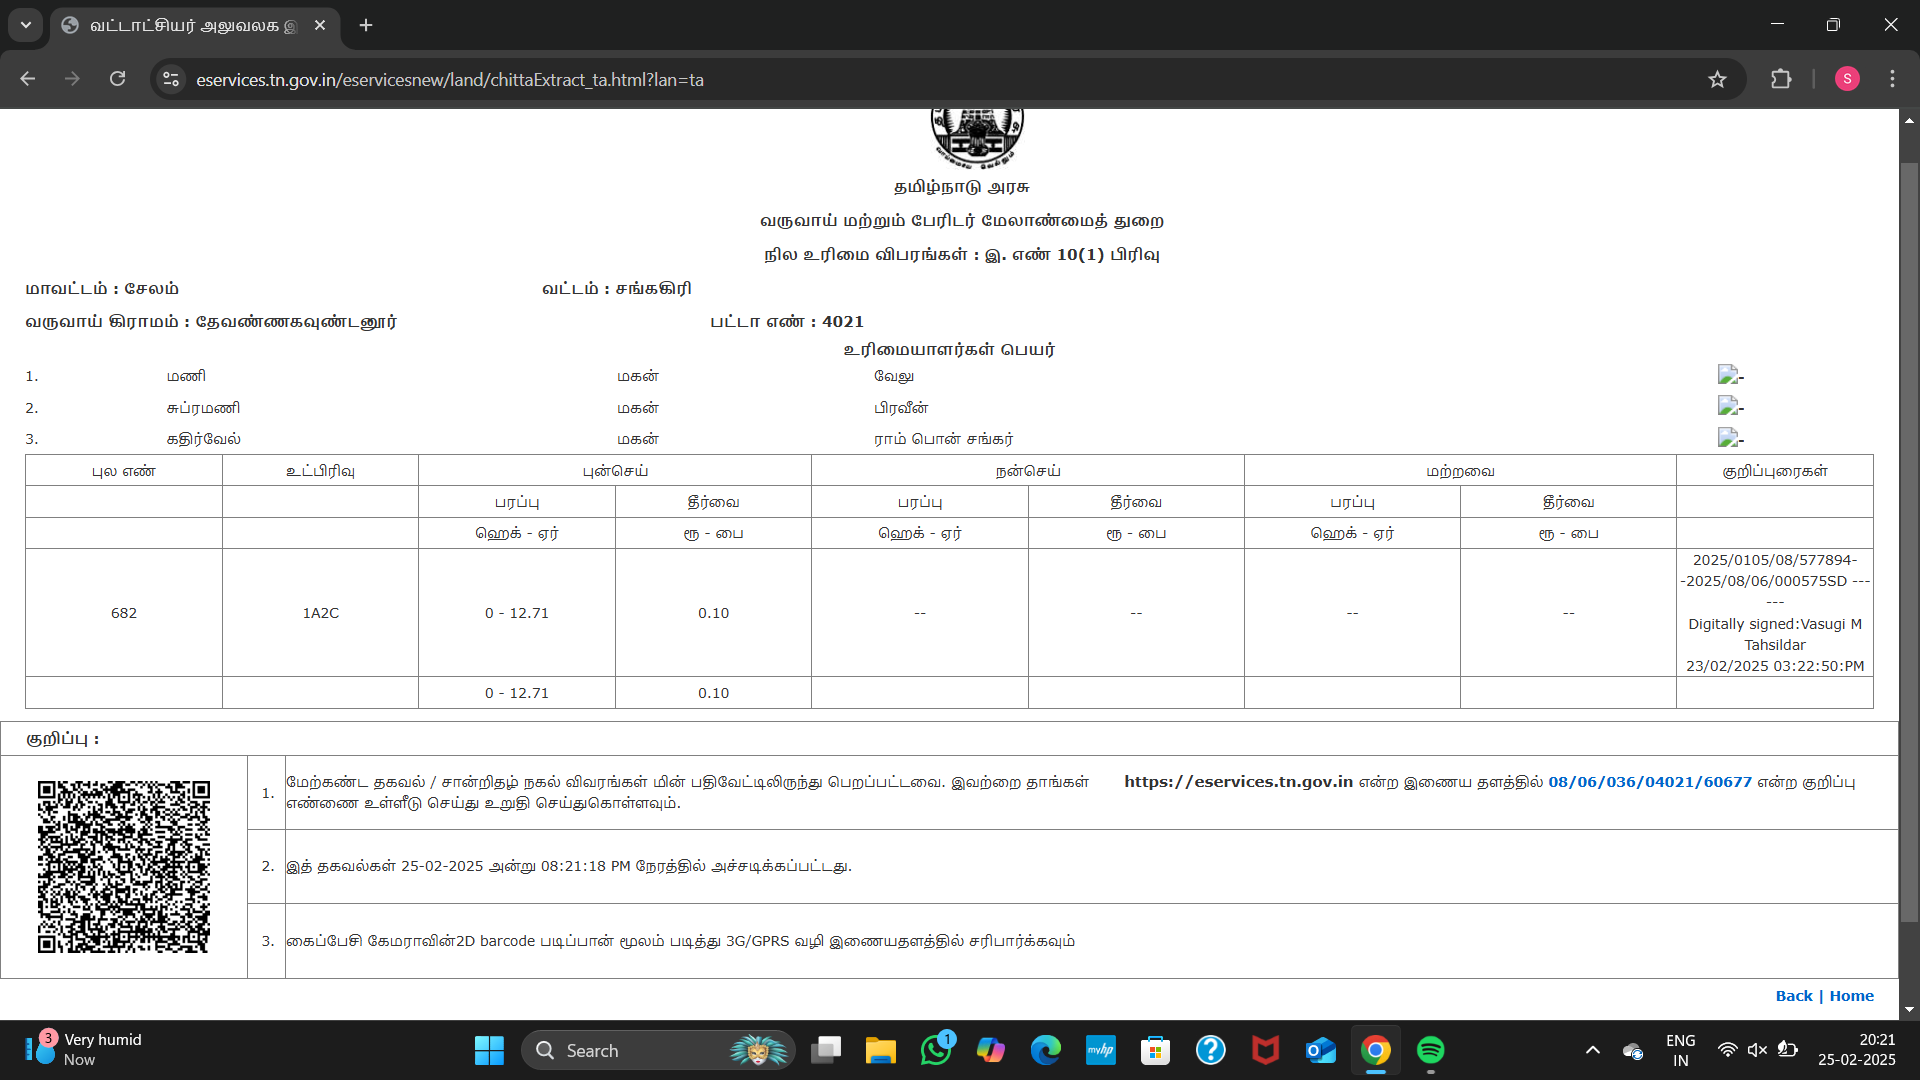 வட்டாட்சியர் அலுவலக இ
eservices.tn.gov.in/eservicesnew/land/chittaExtract_ta.html?lan=ta
S
தமிழ்நாடு அரசு
வருவாய் மற்றும் பேரிடர் மேலாண்மைத் துறை
நில உரிமை விபரங்கள் : இ. எண் 10(1) பிரிவு
மாவட்டம் : சேலம் வட்டம் : சங்ககிரி
வருவாய் கிராமம் : தேவண்ணகவுண்டனூர் பட்டா எண் : 4021
உரிமையாளர்கள் பெயர்
1. மணி மகன் வேலு -
2. சுப்ரமணி மகன் பிரவீன் -
3. கதிர்வேல் மகன் ராம் பொன் சங்கர் -
புல எண் உட்பிரிவு புன்செய் நன்செய் மற்றவை குறிப்புரைகள்
பரப்பு தீர்வை பரப்பு தீர்வை பரப்பு தீர்வை
ஹெக் - ஏர் ரூ - பை ஹெக் - ஏர் ரூ - பை ஹெக் - ஏர் ரூ - பை
682 1A2C 0 - 12.71 0.10 -- -- -- --
2025/0105/08/577894-
-2025/08/06/000575SD ---
---
Digitally signed:Vasugi M
Tahsildar
23/02/2025 03:22:50:PM
0 - 12.71 0.10
குறிப்பு :
1. மேற்கண்ட தகவல் / சான்றிதழ் நகல் விவரங்கள் மின் பதிவேட்டிலிருந்து பெறப்பட்டவை. இவற்றை தாங்கள் https://eservices.tn.gov.in என்ற இணைய தளத்தில் 08/06/036/04021/60677 என்ற குறிப்பு
எண்ணை உள்ளீடு செய்து உறுதி செய்துகொள்ளவும்.
2. இத் தகவல்கள் 25-02-2025 அன்று 08:21:18 PM நேரத்தில் அச்சடிக்கப்பட்டது.
3. கைப்பேசி கேமராவின்2D barcode படிப்பான் மூலம் படித்து 3G/GPRS வழி இணையதளத்தில் சரிபார்க்கவும்
Back | Home
3 Very humid
Now
Search
1
myhp
ENG
IN
20:21
25-02-2025